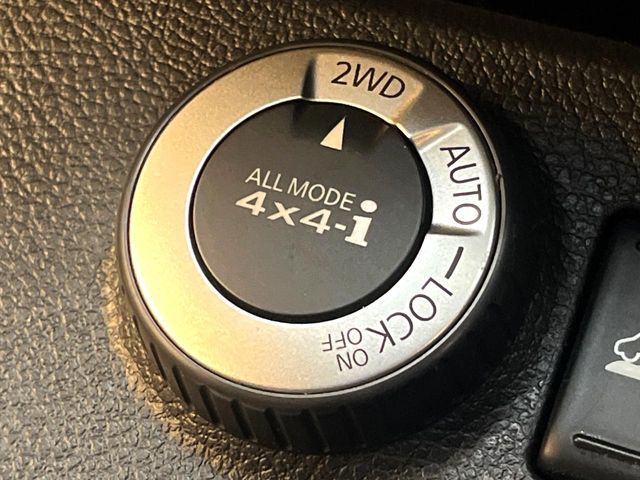 2WD
AUTO
LOCK
ON
OFF
ALL MODE
4x4-i